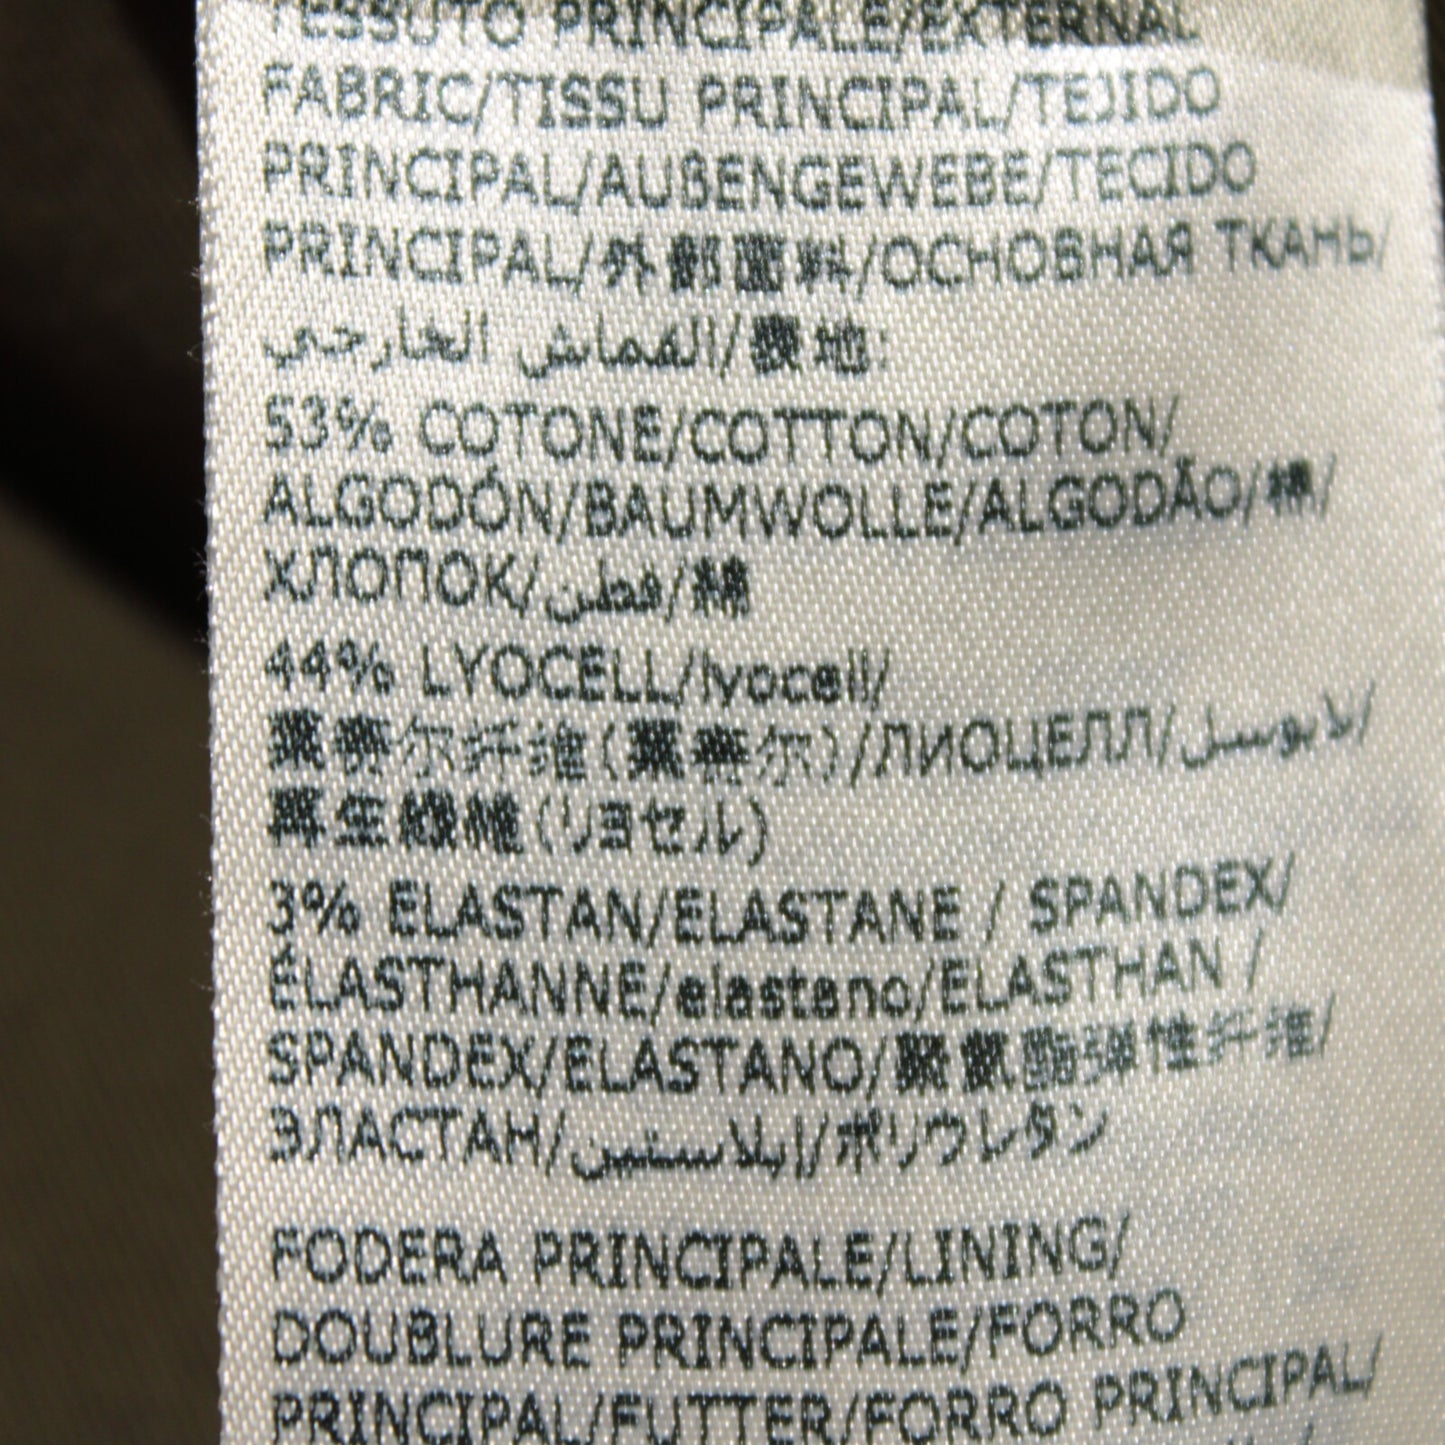 TESSUTO PRINCIPALE/EXTERNAL
FABRIC/TISSU PRINCIPAL/TEJIDO
PRINCIPAL/AUßENGEWEBE/TECIDO
PRINCIPAL/外部面料/ОСНОВНАЯ ТКАНЬ/
القماش الخارجي/表地:
53% COTONE/COTTON/COTON/
ALGODÓN/BAUMWOLLE/ALGODÃO/棉/
ХЛОПОК/قطن/綿
44% LYOCELL/lyocell/
莱赛尔纤维(莱赛尔)/ЛИОЦЕЛЛ/لايوسل/
再生繊維(リヨセル)
3% ELASTAN/ELASTANE / SPANDEX/
ÉLASTHANNE/elastano/ELASTHAN /
SPANDEX/ELASTANO/聚氨酯弹性纤维/
ЭЛАСТАН/إيلاستين/ポリウレタン
FODERA PRINCIPALE/LINING/
DOUBLURE PRINCIPALE/FORRO
PRINCIPAL/FUTTER/FORRO PRINCIPAL/